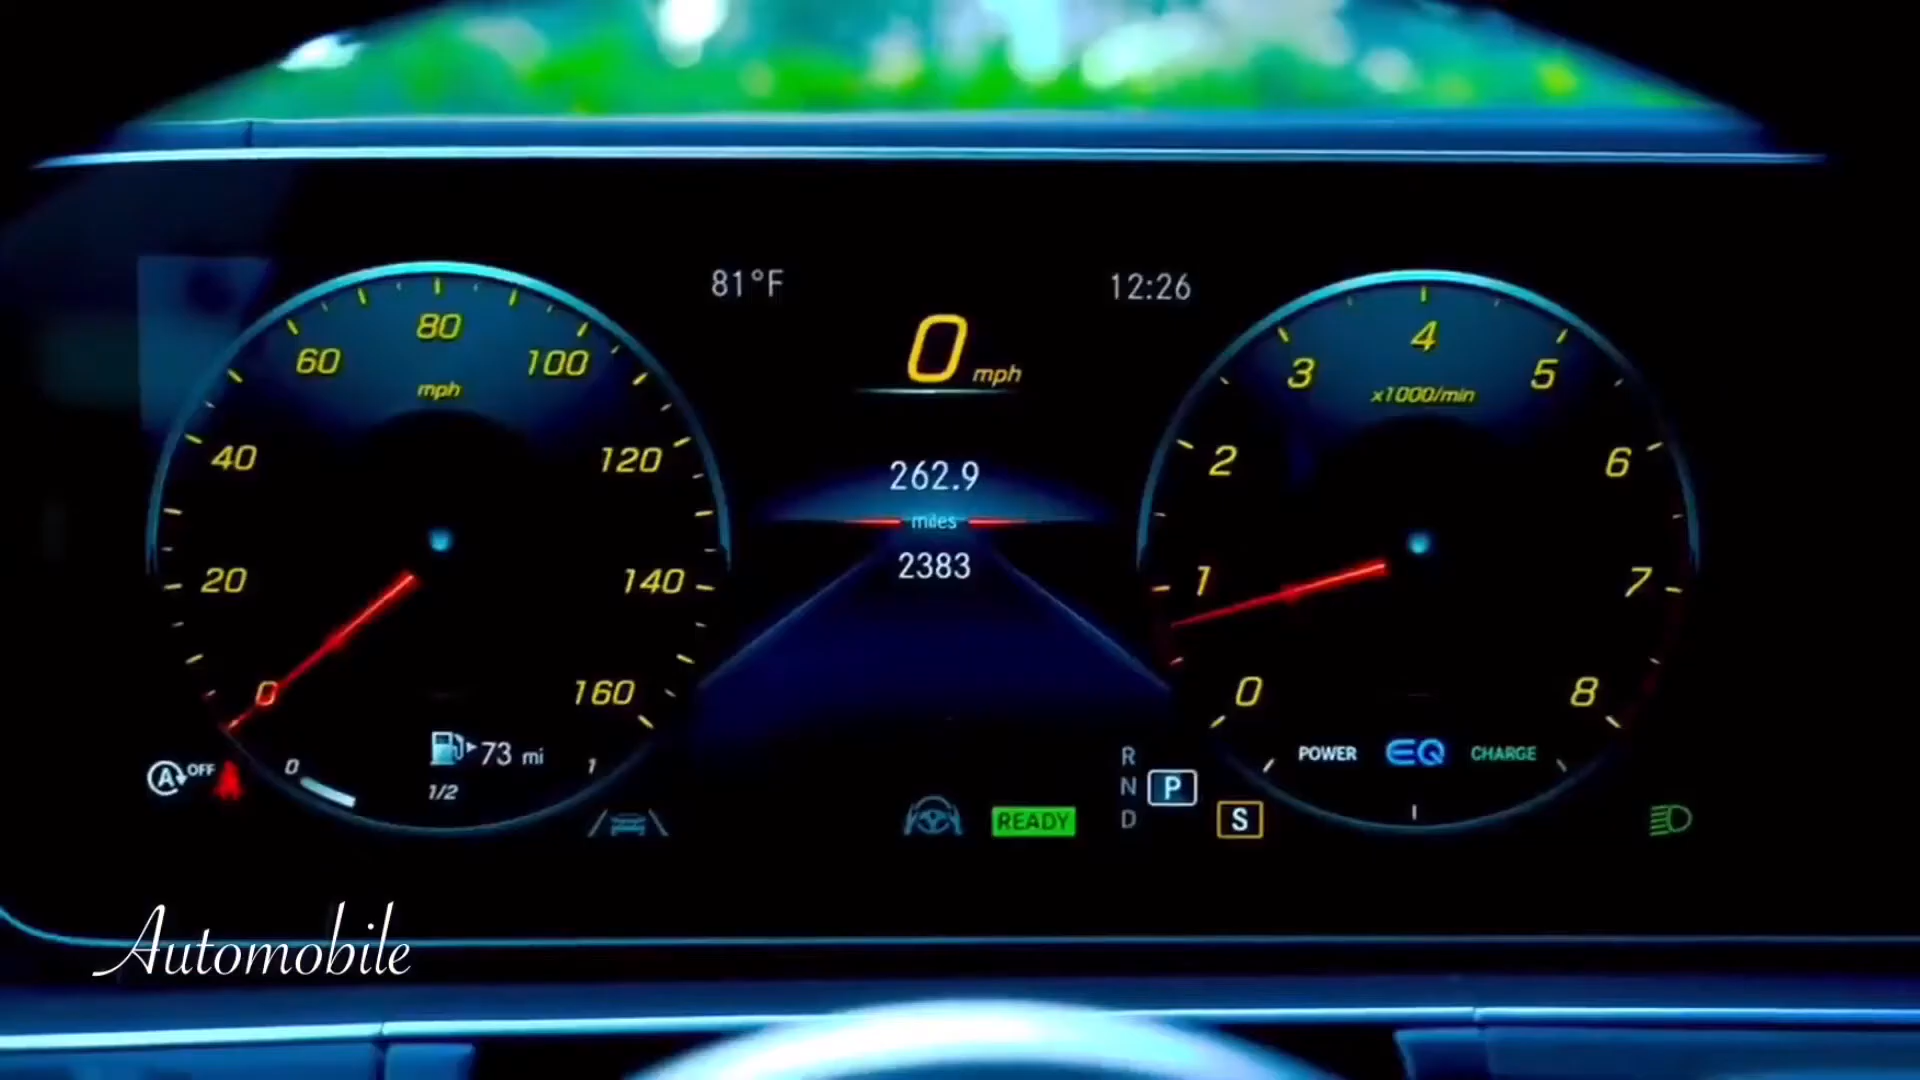 81°F
12:26
0 mph
80
60
100
mph
40
120
20
140
0
160
262.9
miles
2383
4
3
5
x1000/min
2
6
1
7
0
8
73 mi
0
1
1/2
A OFF
READY
R
N
P
D
S
POWER EQ CHARGE
Automobile